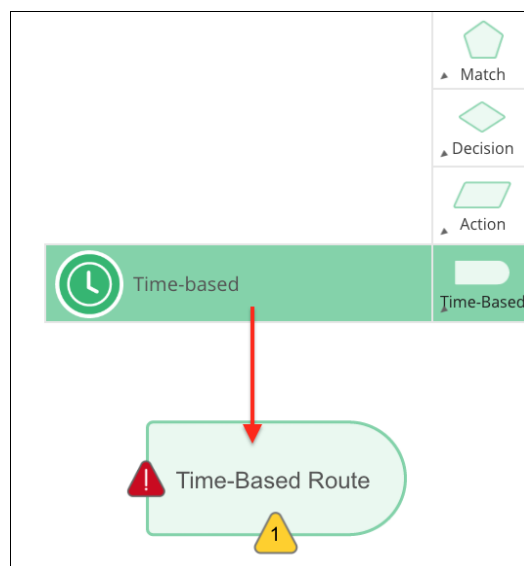 Match
Decision
Action
Time-based
Time-Based
!
Time-Based Route
1